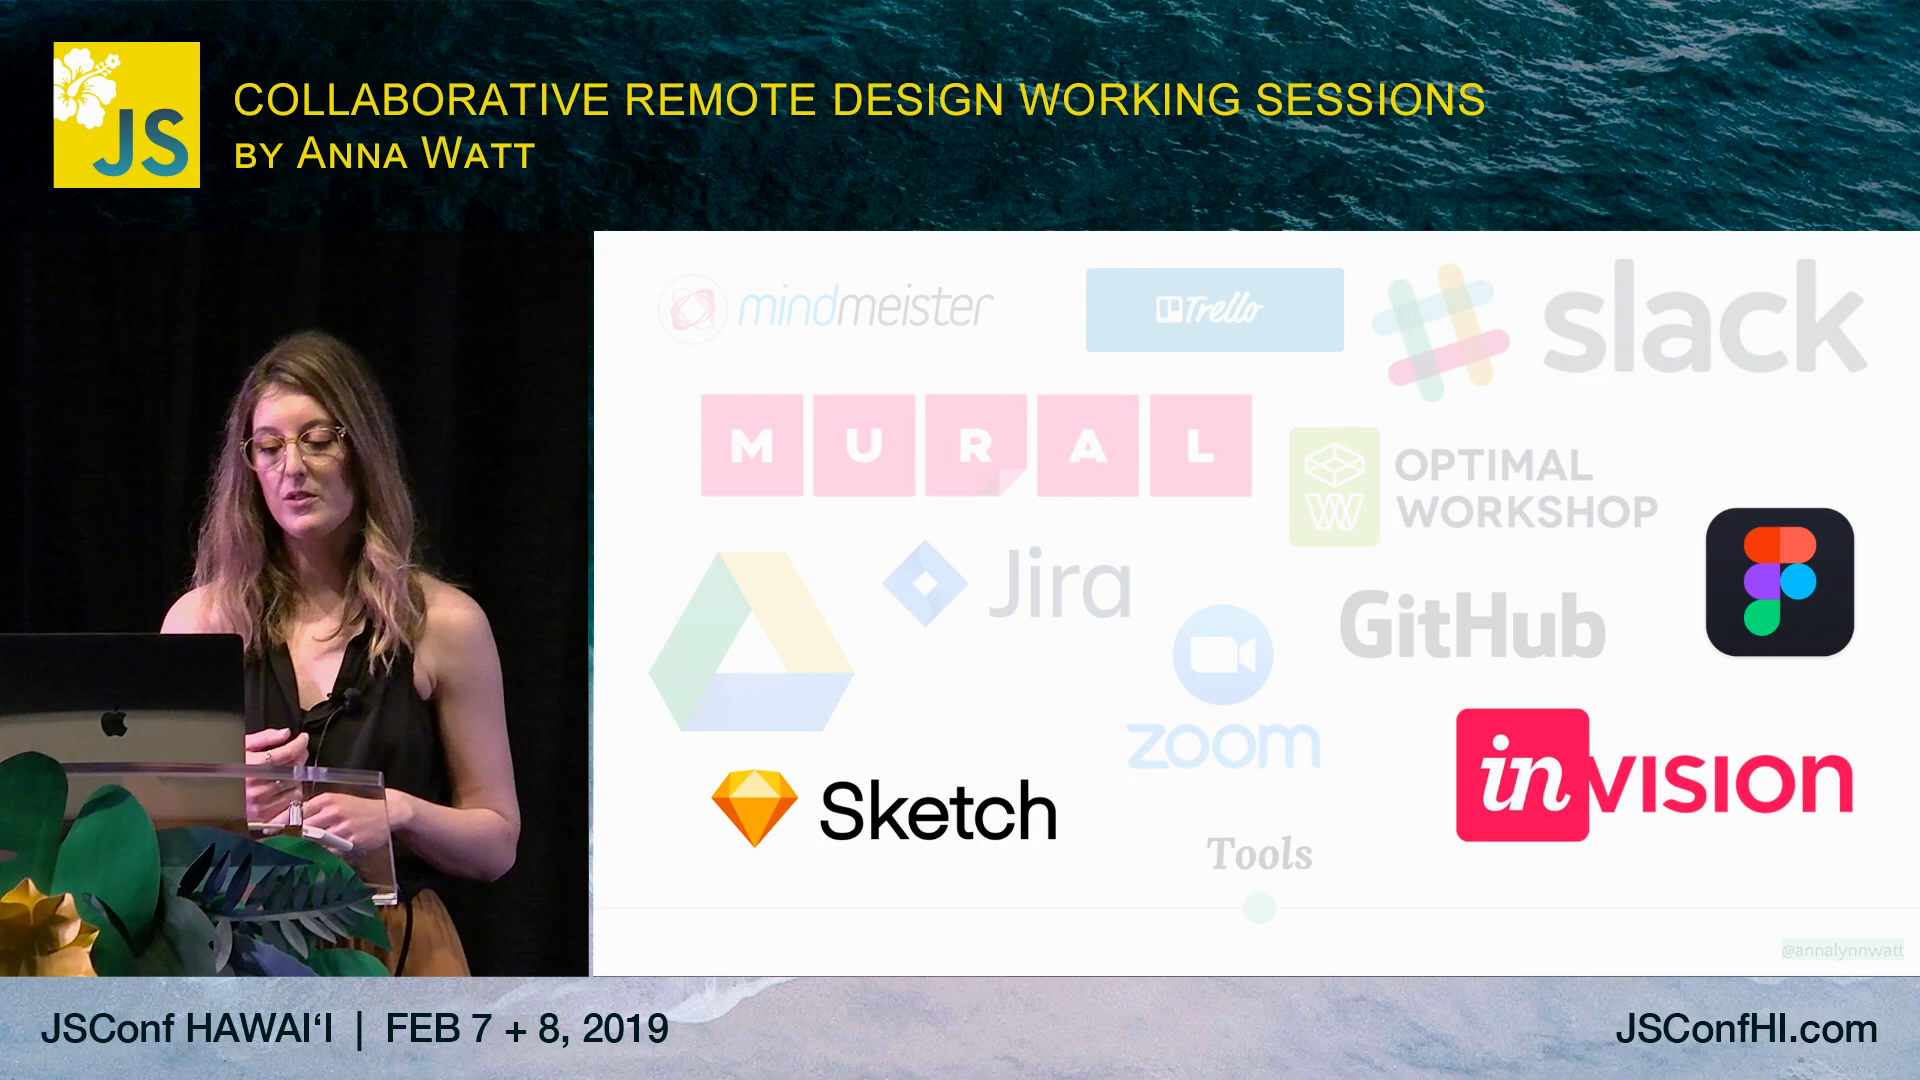 JS
COLLABORATIVE REMOTE DESIGN WORKING SESSIONS
BY ANNA WATT
mindmeister
Trello
slack
MURAL
OPTIMAL
WORKSHOP
Jira
GitHub
zoom
invision
Sketch
Tools
@annalynnwatt
JSConf HAWAI‘I | FEB 7 + 8, 2019
JSConfHI.com